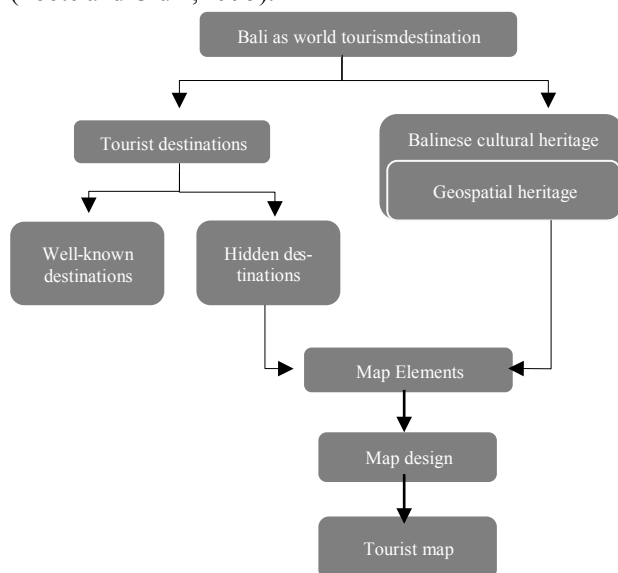 Bali as world tourismdestination
Tourist destinations
Balinese cultural heritage
Geospatial heritage
Well-known
destinations
Hidden des-
tinations
Map Elements
Map design
Tourist map